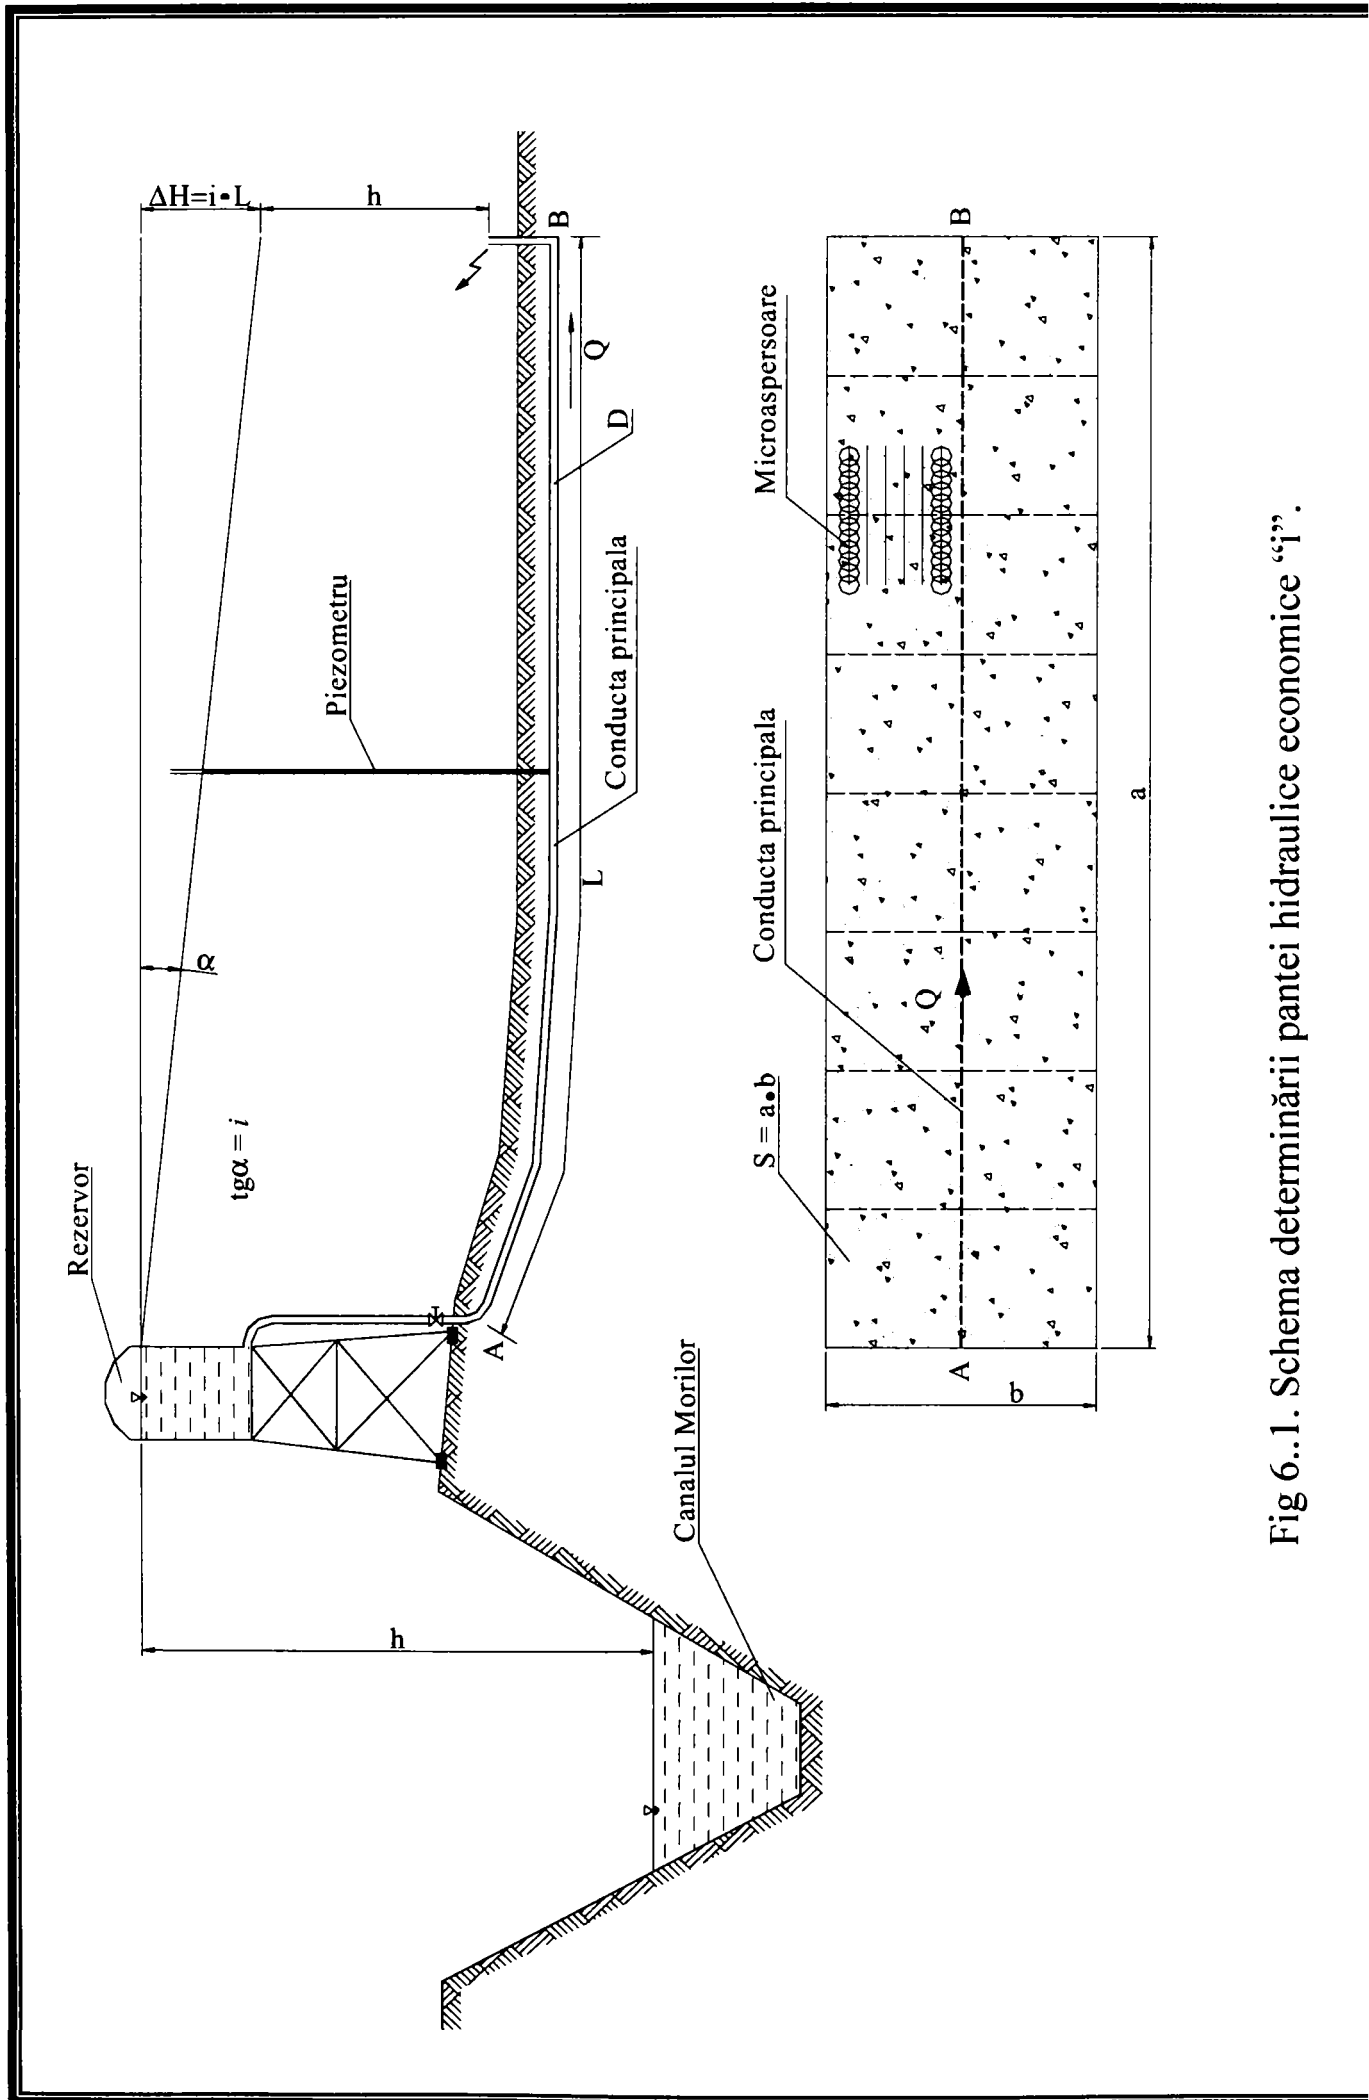 Rezervor
tgα = i
α
Piezometru
ΔH=i•L
h
h
A
L
Conducta principala
D
Q
B
Canalul Morilor
S = a•b
Conducta principala
Microaspersoare
Q
A
B
b
a
Fig 6..1. Schema determinării pantei hidraulice economice “i”.